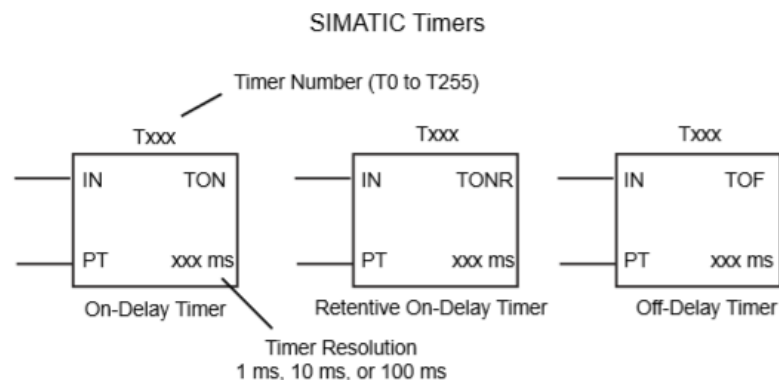 SIMATIC Timers
Timer Number (T0 to T255)
Txxx
Txxx
Txxx
IN TON
IN TONR
IN TOF
PT xxx ms
PT xxx ms
PT xxx ms
On-Delay Timer
Retentive On-Delay Timer
Off-Delay Timer
Timer Resolution
1 ms, 10 ms, or 100 ms